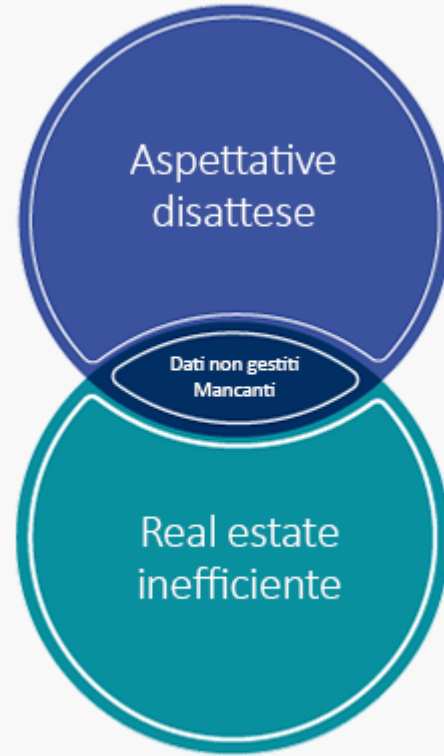 Aspettative
disattese
Dati non gestiti
Mancanti
Real estate
inefficiente